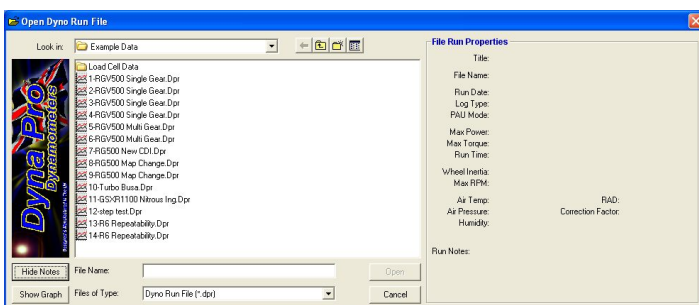 Open Dyno Run File
Look in:
Example Data
Load Cell Data
1-RGV500 Single Gear.Dpr
2-RGV500 Single Gear.Dpr
3-RGV500 Single Gear.Dpr
4-RGV500 Single Gear.Dpr
5-RGV500 Multi Gear.Dpr
6-RGV500 Multi Gear.Dpr
7-RG500 New CDI.Dpr
8-RG500 Map Change.Dpr
9-RG500 Map Change.Dpr
10-Turbo Busa.Dpr
11-GSXR1100 Nitrous Ing.Dpr
12-step test.Dpr
13-R6 Repeatability.Dpr
14-R6 Repeatability.Dpr
Dyna Pro
Dynamometers
Hide Notes
File Name:
Open
Show Graph
Files of Type:
Dyno Run File (*.dpr)
Cancel
File Run Properties
Title:
File Name:
Run Date:
Log Type:
PAU Mode:
Max Power:
Max Torque:
Run Time:
Wheel Inertia:
Max RPM:
Air Temp:
RAD:
Air Pressure:
Correction Factor:
Humidity:
Run Notes: